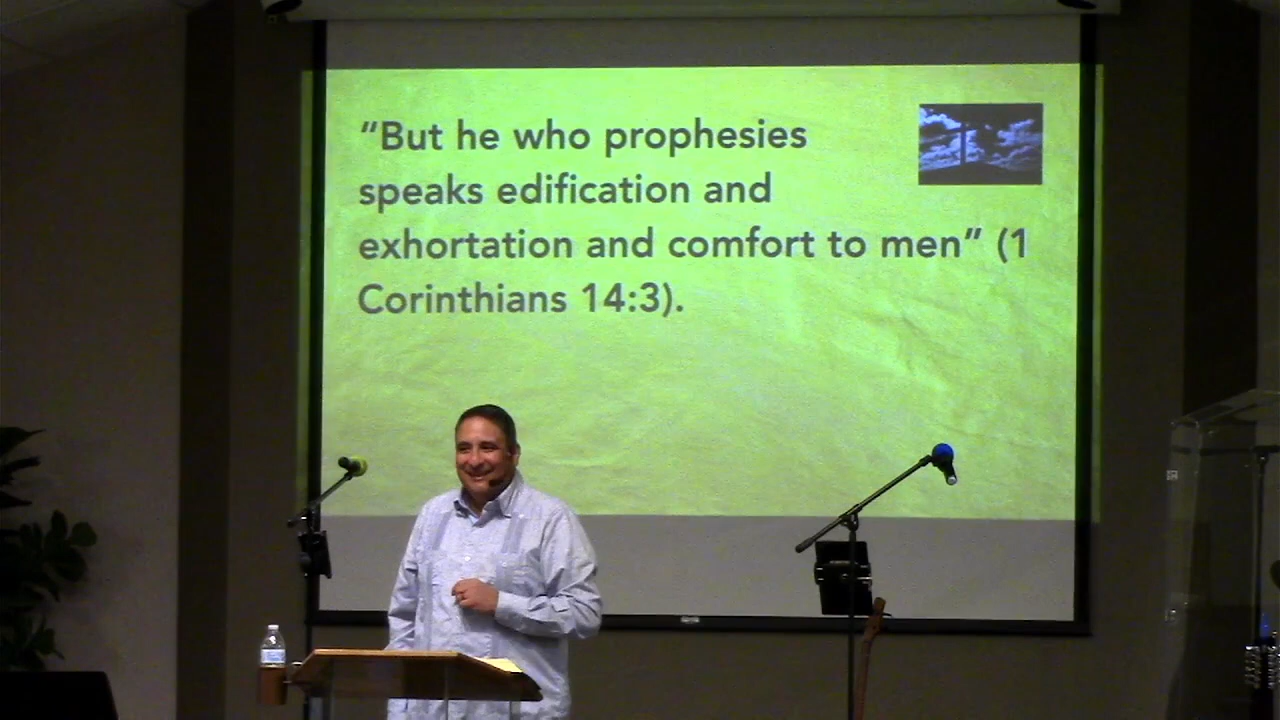 “But he who prophesies
speaks edification and
exhortation and comfort to men” (1
Corinthians 14:3).